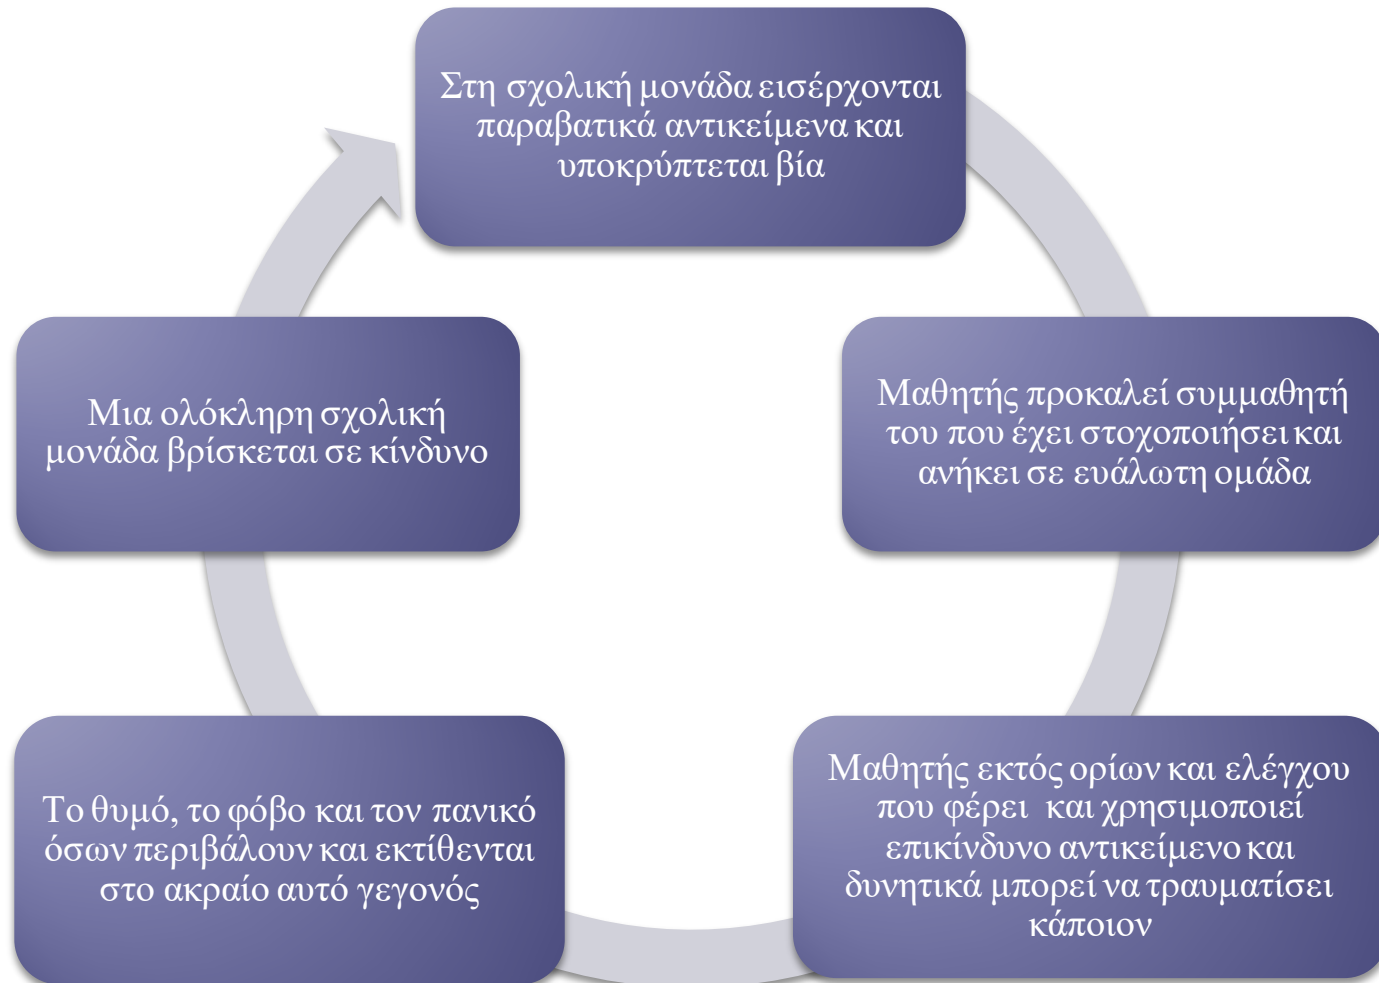 Στη σχολική μονάδα εισέρχονται
παραβατικά αντικείμενα και
υποκρύπτεται βία
Μαθητής προκαλεί συμμαθητή
του που έχει στοχοποιήσει και
ανήκει σε ευάλωτη ομάδα
Μαθητής εκτός ορίων και ελέγχου
που φέρει και χρησιμοποιεί
επικίνδυνο αντικείμενο και
δυνητικά μπορεί να τραυματίσει
κάποιον
Το θυμό, το φόβο και τον πανικό
όσων περιβάλουν και εκτίθενται
στο ακραίο αυτό γεγονός
Μια ολόκληρη σχολική
μονάδα βρίσκεται σε κίνδυνο